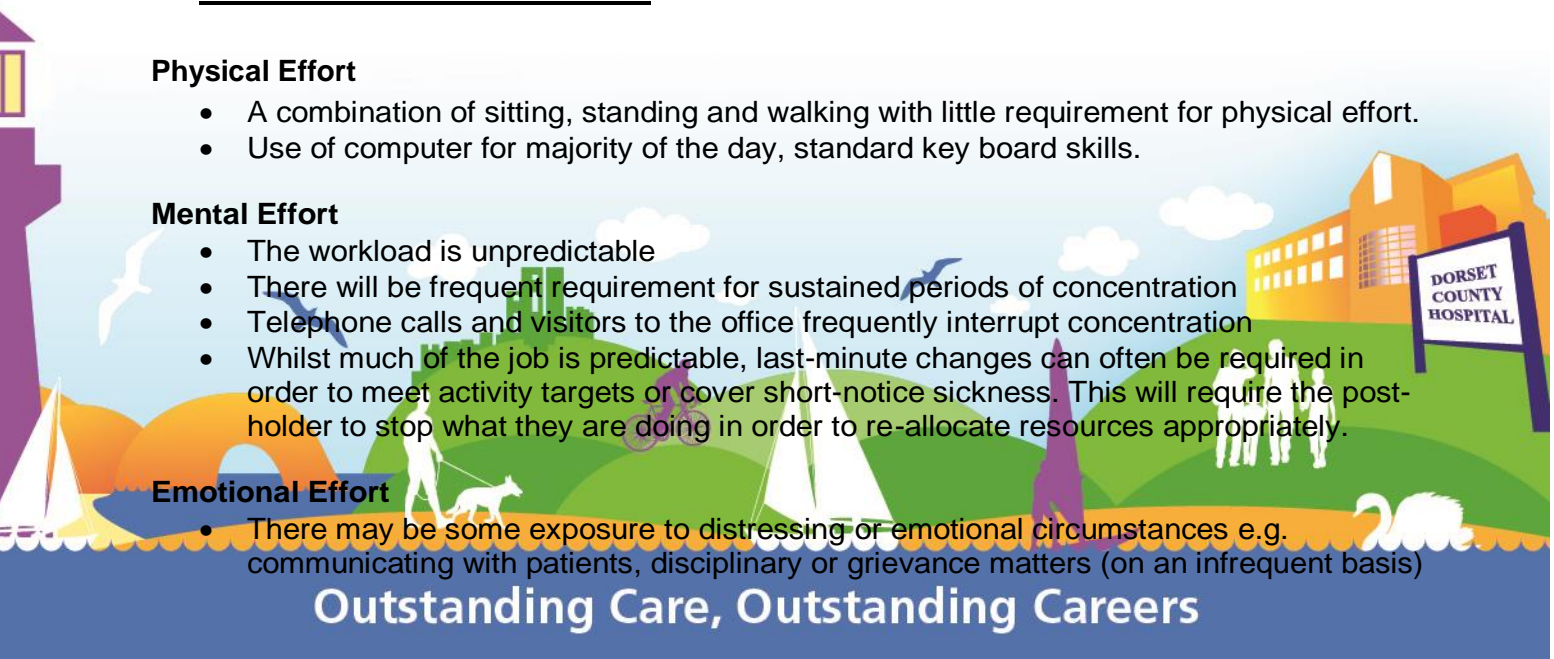 Physical Effort
• A combination of sitting, standing and walking with little requirement for physical effort.
• Use of computer for majority of the day, standard key board skills.
Mental Effort
• The workload is unpredictable
• There will be frequent requirement for sustained periods of concentration
• Telephone calls and visitors to the office frequently interrupt concentration
• Whilst much of the job is predictable, last-minute changes can often be required in
order to meet activity targets or cover short-notice sickness. This will require the post-
holder to stop what they are doing in order to re-allocate resources appropriately.
DORSET
COUNTY
HOSPITAL
Emotional Effort
• There may be some exposure to distressing or emotional circumstances e.g.
communicating with patients, disciplinary or grievance matters (on an infrequent basis)
Outstanding Care, Outstanding Careers